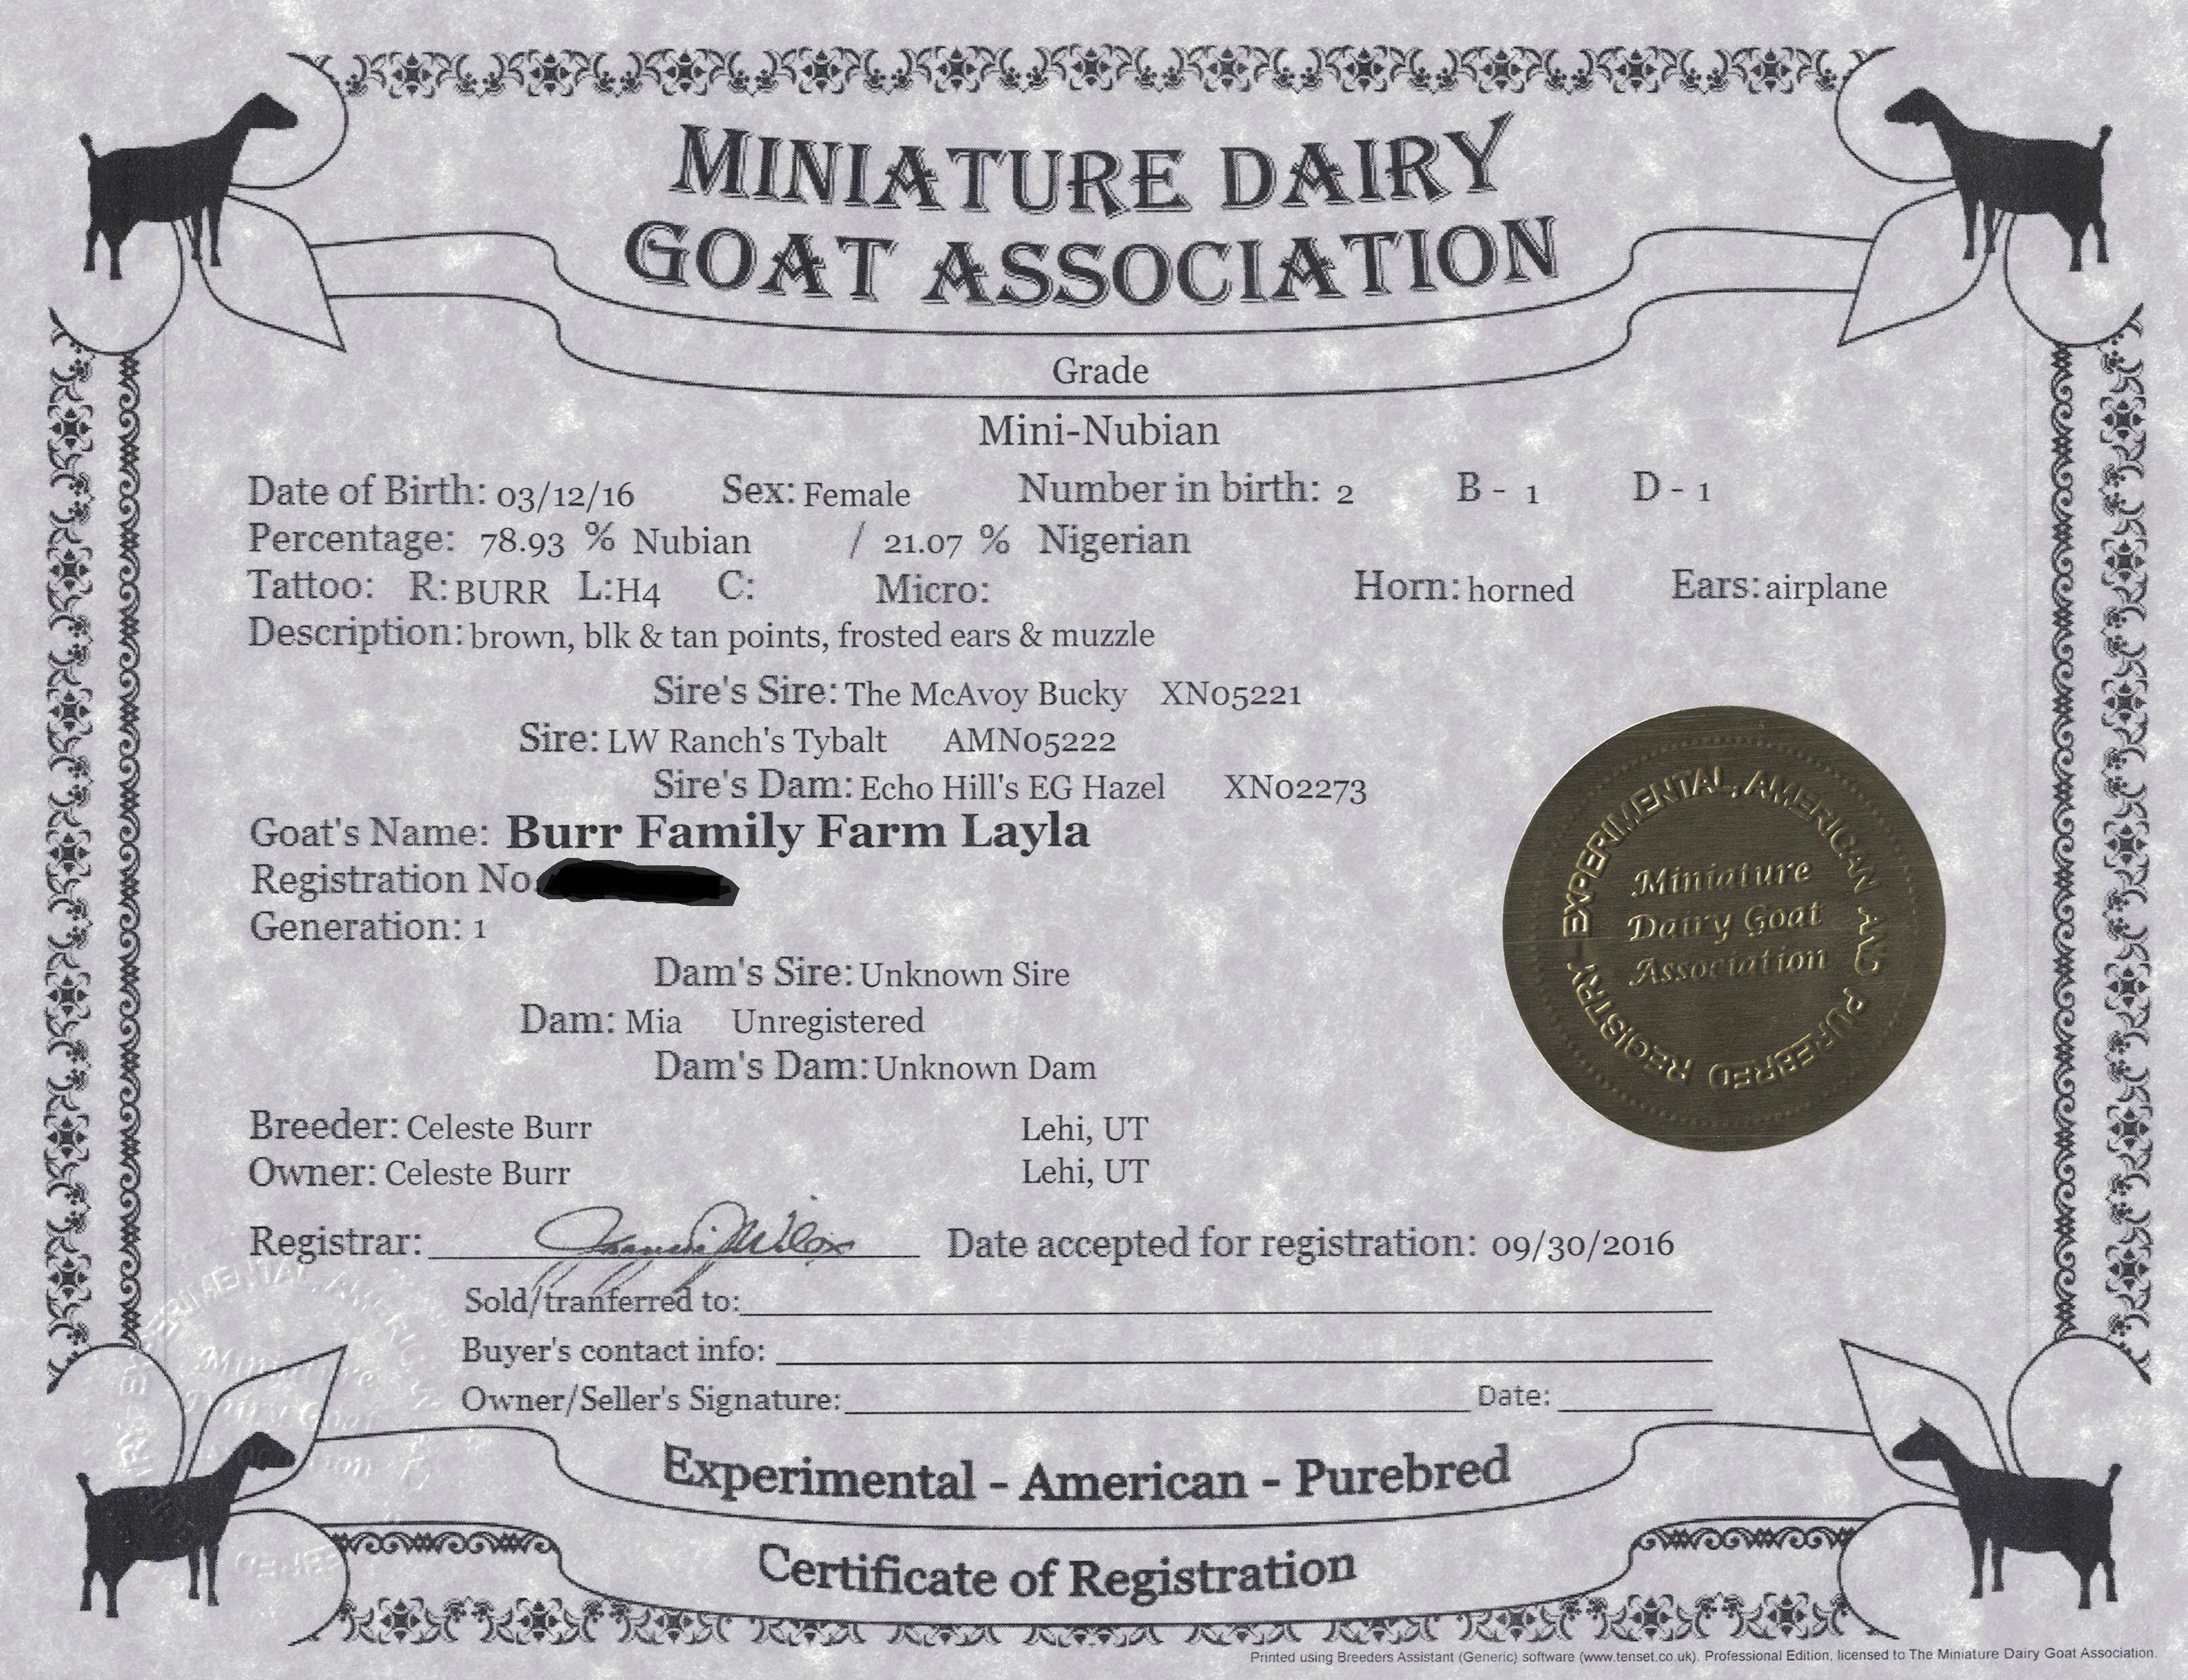 MINIATURE DAIRY
GOAT ASSOCIATION
Grade
Mini-Nubian
Date of Birth: 03/12/16 Sex: Female Number in birth: 2 B - 1 D - 1
Percentage: 78.93 % Nubian / 21.07 % Nigerian
Tattoo: R: BURR L: H4 C: Micro: Horn: horned Ears: airplane
Description: brown, blk & tan points, frosted ears & muzzle
Sire's Sire: The McAvoy Bucky XN05221
Sire: LW Ranch's Tybalt AMN05222
Sire's Dam: Echo Hill's EG Hazel XN02273
Goat's Name: Burr Family Farm Layla
Registration No.
Generation: 1
Dam's Sire: Unknown Sire
Dam: Mia Unregistered
Dam's Dam: Unknown Dam
EXPERIMENTAL, AMERICAN AND PUREBRED REGISTRY
Miniature
Dairy Goat
Association
Breeder: Celeste Burr Lehi, UT
Owner: Celeste Burr Lehi, UT
Registrar: Date accepted for registration: 09/30/2016
Sold/tranferred to:
Buyer's contact info:
Owner/Seller's Signature: Date:
Experimental - American - Purebred
Certificate of Registration
Printed using Breeders Assistant (Generic) software (www.tenset.co.uk). Professional Edition, licensed to The Miniature Dairy Goat Association.